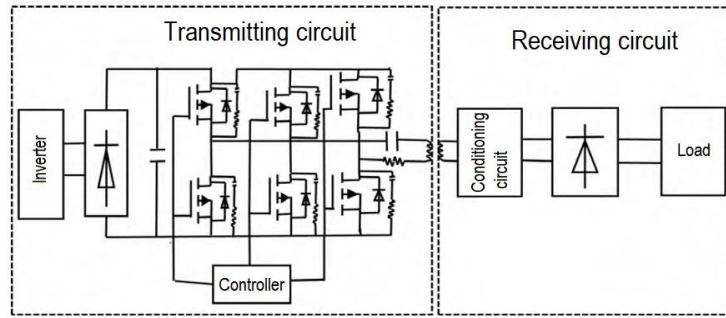 Transmitting circuit
Receiving circuit
Inverter
Controller
Conditioning
circuit
Load